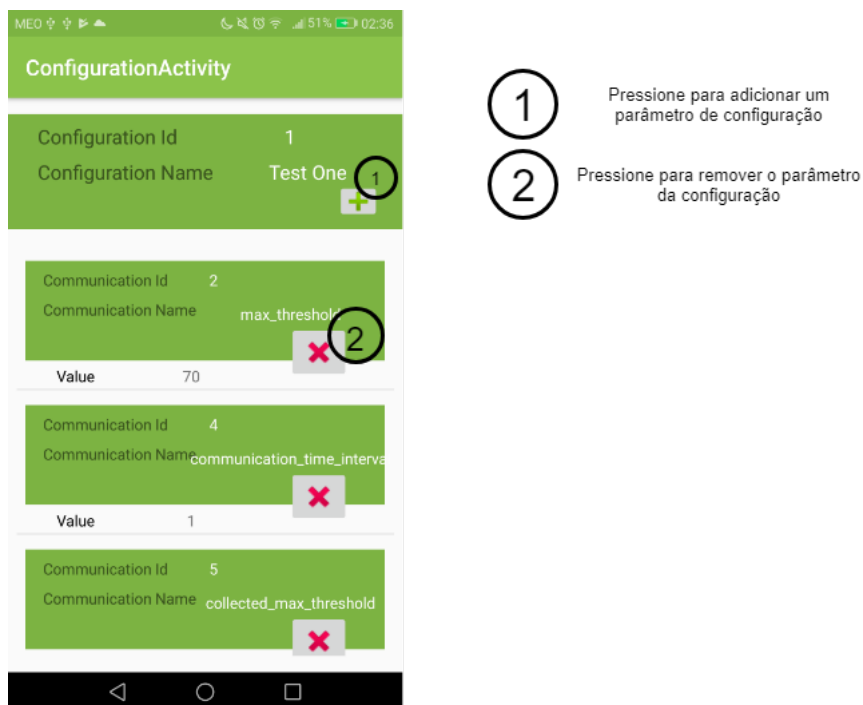 MEO 51% 02:36
ConfigurationActivity
Configuration Id 1
Configuration Name Test One 1
Communication Id 2
Communication Name max_threshold 2
Value 70
Communication Id 4
Communication Name communication_time_interva
Value 1
Communication Id 5
Communication Name collected_max_threshold
1 Pressione para adicionar um
parâmetro de configuração
2 Pressione para remover o parâmetro
da configuração